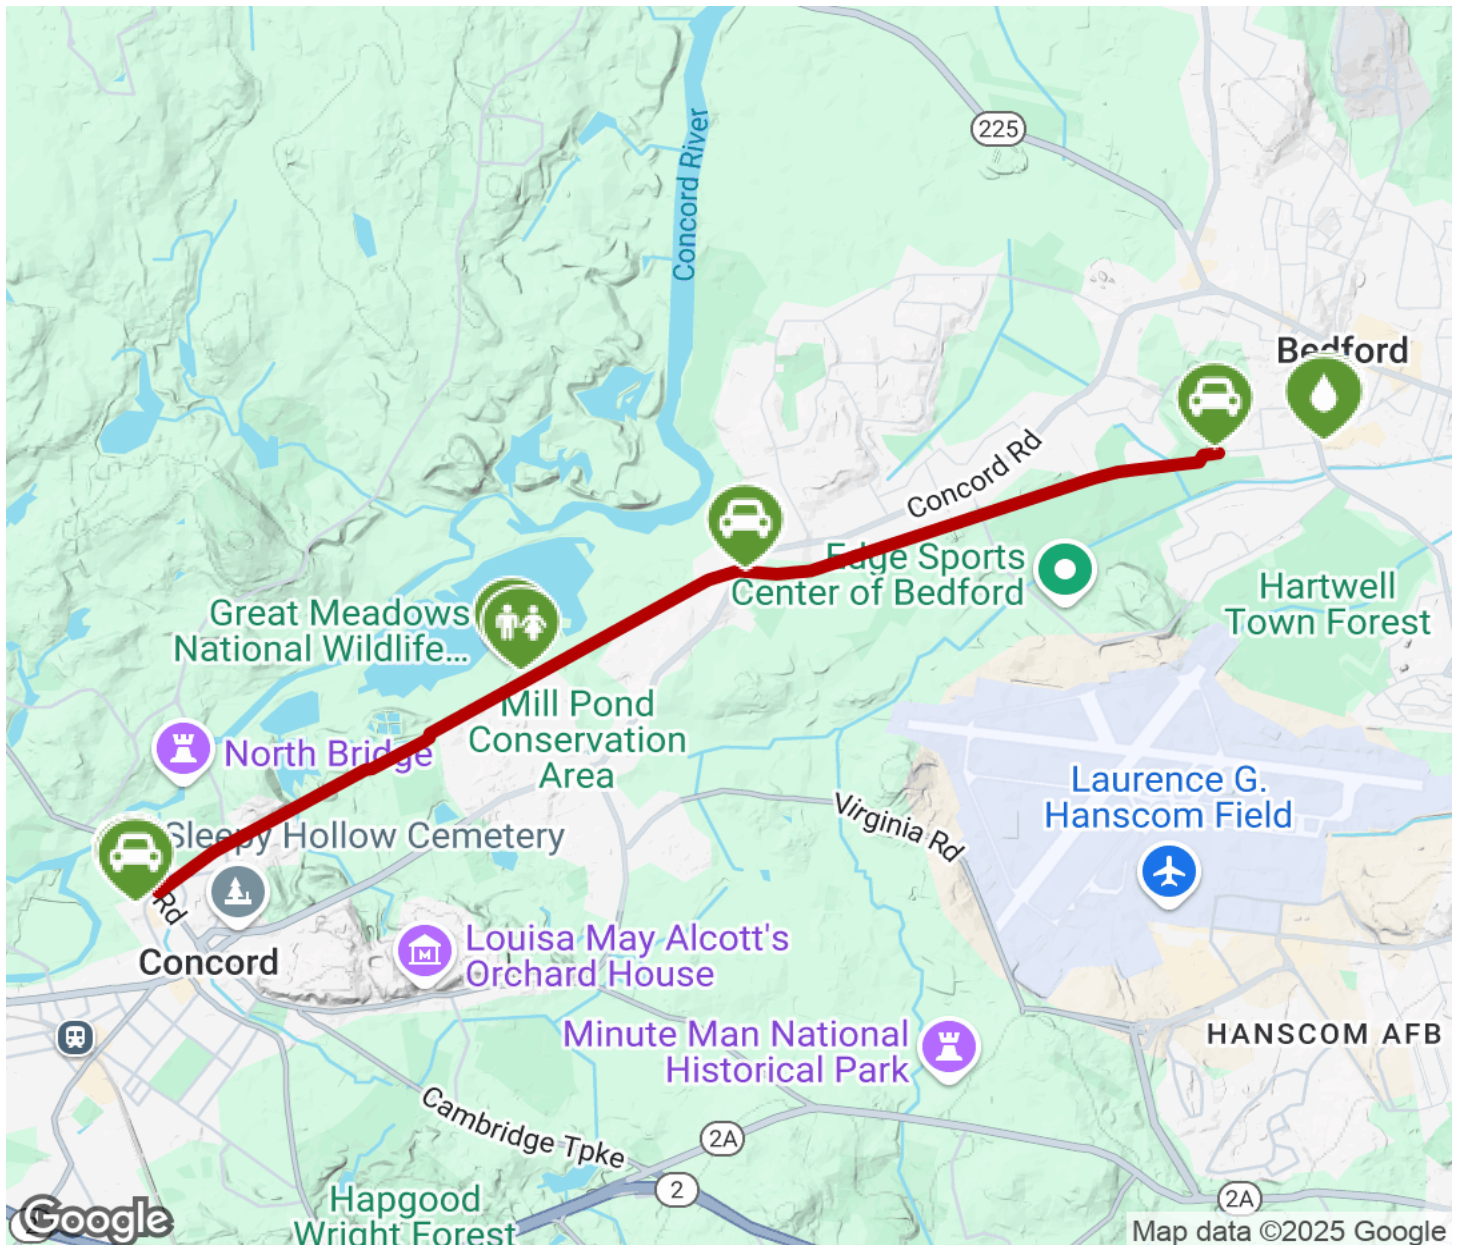 Concord River
225
Bedford
Concord Rd
Edge Sports
Center of Bedford
Hartwell
Town Forest
Great Meadows
National Wildlife...
Mill Pond
Conservation
Area
North Bridge
Laurence G.
Hanscom Field
Virginia Rd
Sleepy Hollow Cemetery
Rd
Concord
Louisa May Alcott's
Orchard House
M
Minute Man National
Historical Park
HANSCOM AFB
Cambridge Tpke
2A
2
2A
Hapgood
Wright Forest
Google
Map data ©2025 Google